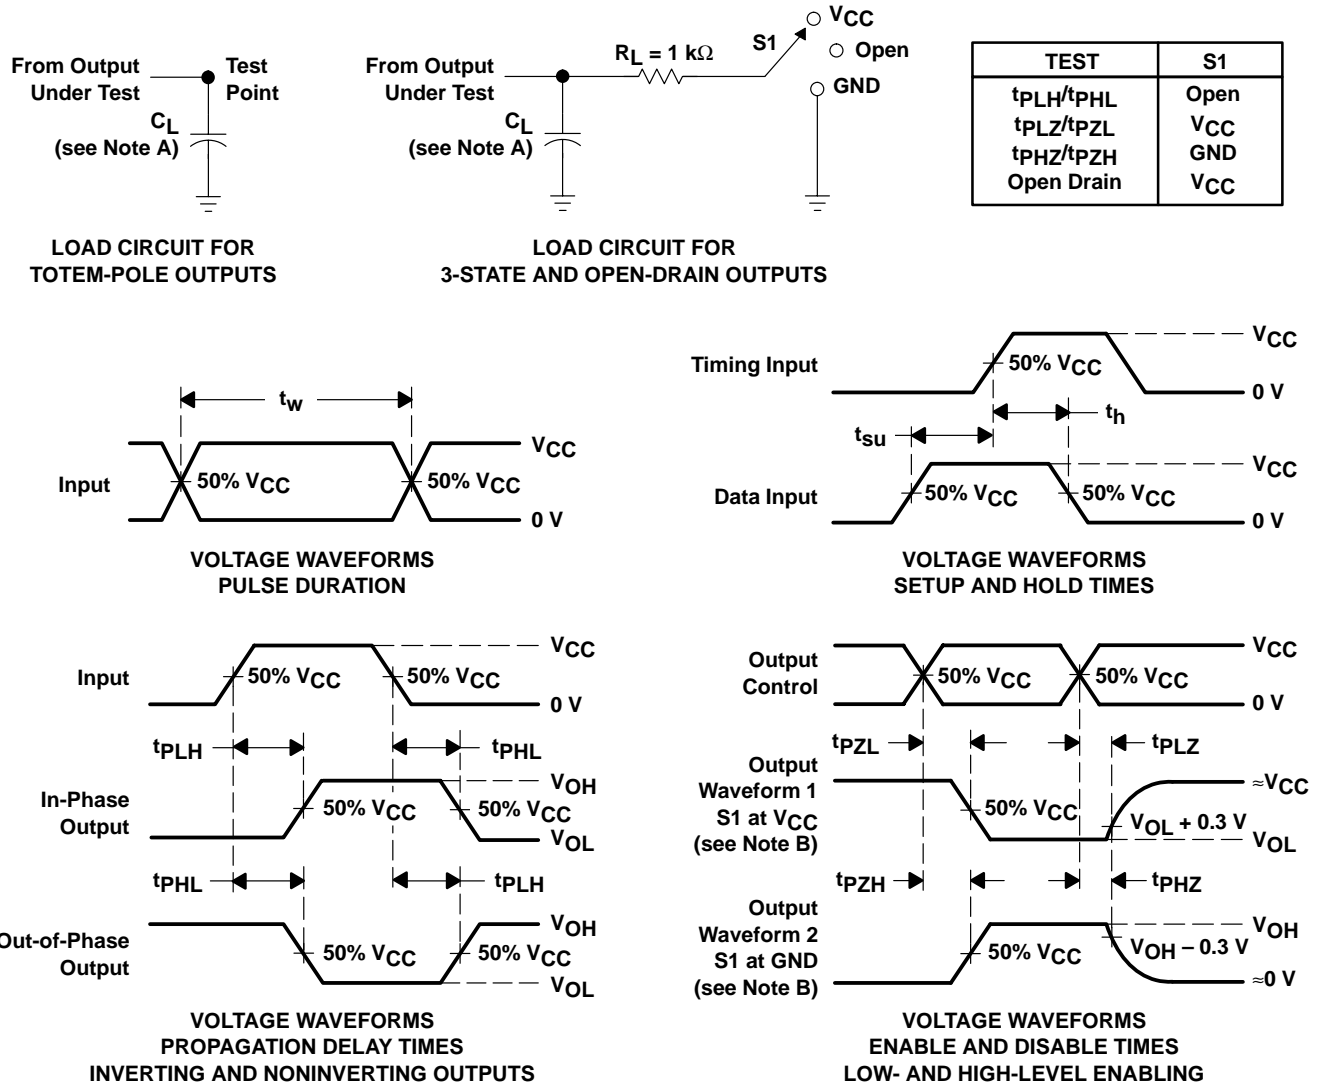 From Output
Under Test
Test
Point
CL
(see Note A)
LOAD CIRCUIT FOR
TOTEM-POLE OUTPUTS
From Output
Under Test
RL = 1 kΩ
S1
VCC
Open
GND
CL
(see Note A)
LOAD CIRCUIT FOR
3-STATE AND OPEN-DRAIN OUTPUTS
TEST S1
tPLH/tPHL Open
tPLZ/tPZL VCC
tPHZ/tPZH GND
Open Drain VCC
tw
Input
50% VCC
50% VCC
VCC
0 V
VOLTAGE WAVEFORMS
PULSE DURATION
Timing Input
50% VCC
VCC
0 V
tsu
th
Data Input
50% VCC
50% VCC
VCC
0 V
VOLTAGE WAVEFORMS
SETUP AND HOLD TIMES
Input
50% VCC
50% VCC
VCC
0 V
tPLH
tPHL
In-Phase
Output
50% VCC
50% VCC
VOH
VOL
tPHL
tPLH
Out-of-Phase
Output
50% VCC
50% VCC
VOH
VOL
VOLTAGE WAVEFORMS
PROPAGATION DELAY TIMES
INVERTING AND NONINVERTING OUTPUTS
Output
Control
50% VCC
50% VCC
VCC
0 V
tPZL
tPLZ
Output
Waveform 1
S1 at VCC
(see Note B)
50% VCC
VOL + 0.3 V
≈VCC
VOL
tPZH
tPHZ
Output
Waveform 2
S1 at GND
(see Note B)
50% VCC
VOH − 0.3 V
VOH
≈0 V
VOLTAGE WAVEFORMS
ENABLE AND DISABLE TIMES
LOW- AND HIGH-LEVEL ENABLING